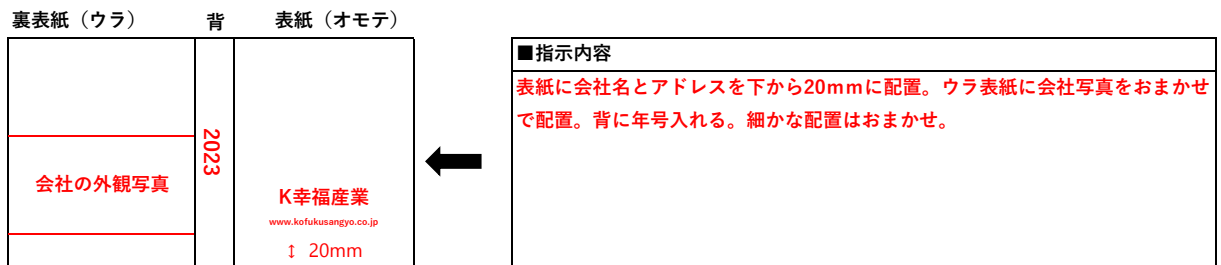 裏表紙（ウラ）
背
表紙（オモテ）
2023
会社の外観写真
K幸福産業
www.kofukusangyo.co.jp
↕ 20mm
■指示内容
表紙に会社名とアドレスを下から20mmに配置。ウラ表紙に会社写真をおまかせ
で配置。背に年号入れる。細かな配置はおまかせ。